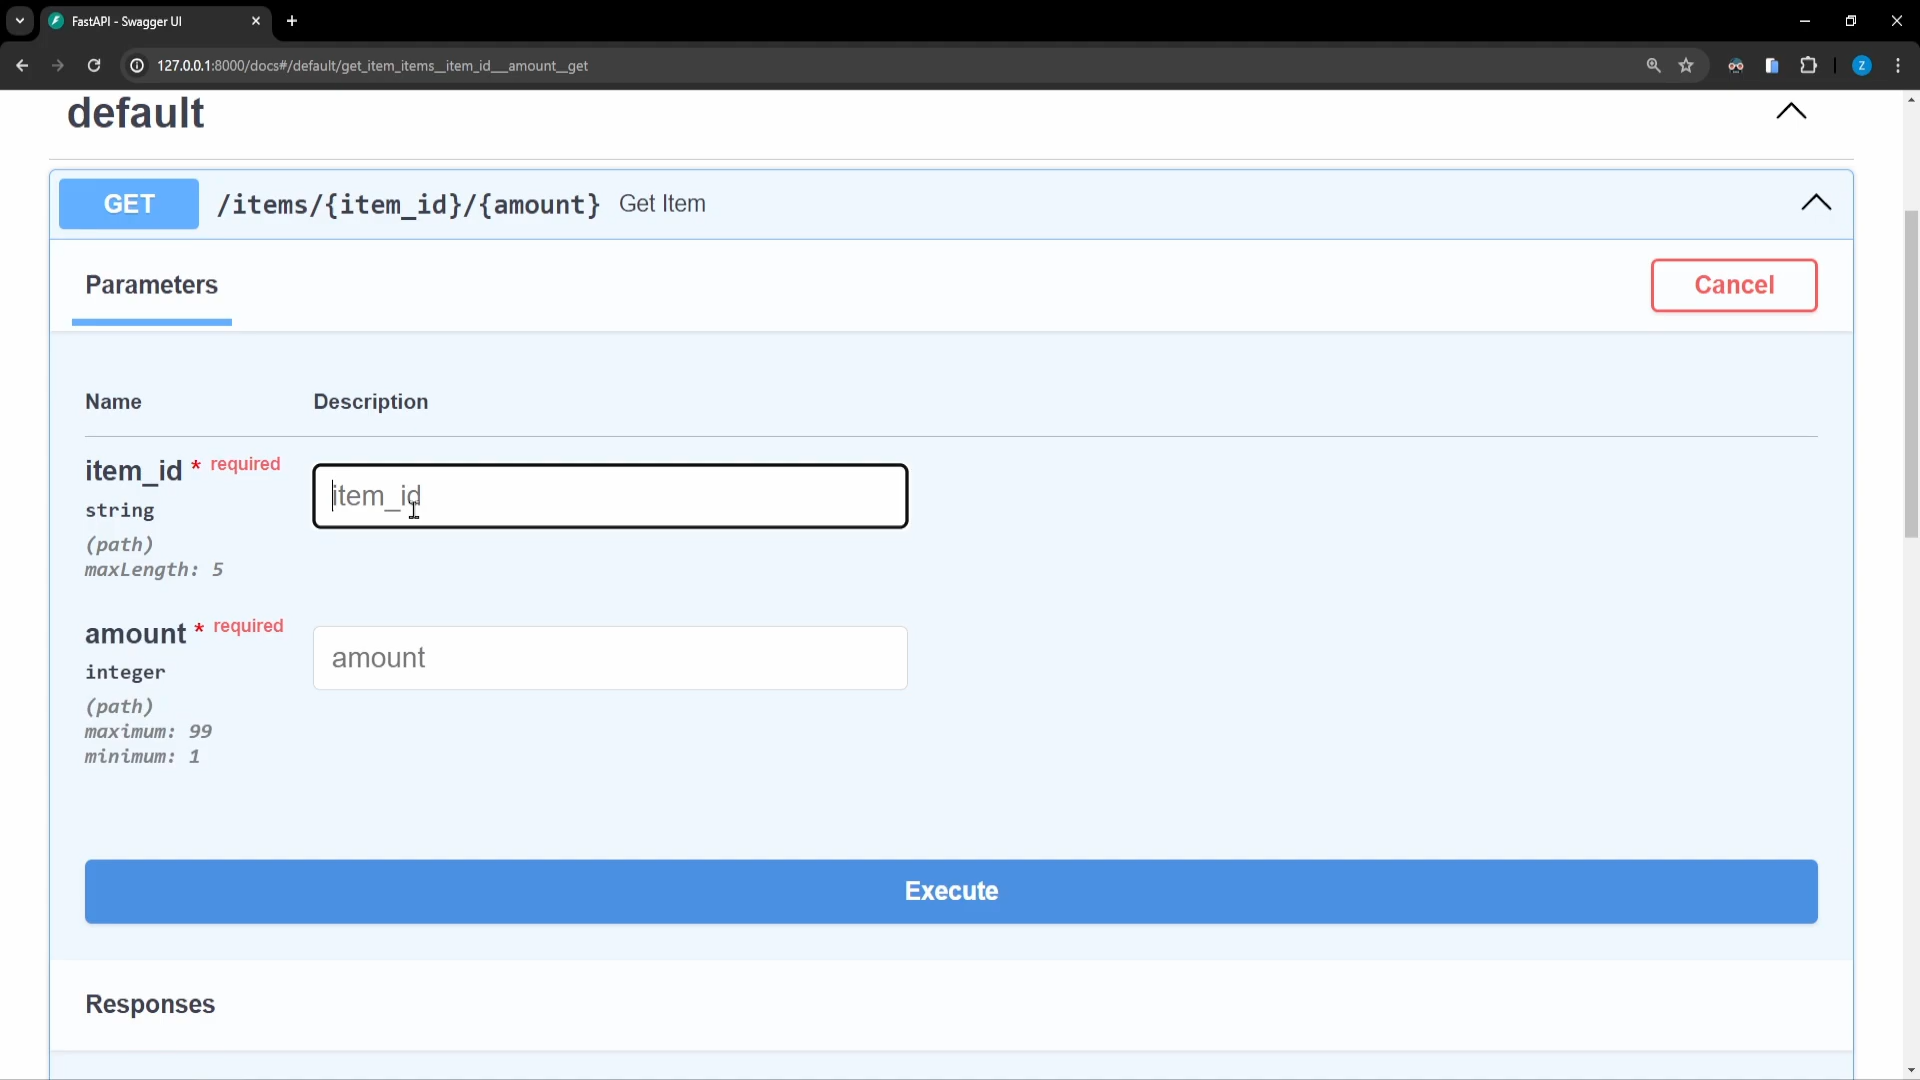 FastAPI - Swagger UI
127.0.0.1:8000/docs#/default/get_item_items__item_id___amount__get
Z
default
GET /items/{item_id}/{amount} Get Item
Parameters
Cancel
Name Description
item_id * required
string
(path)
maxLength: 5
item_id
amount * required
integer
(path)
maximum: 99
minimum: 1
amount
Execute
Responses